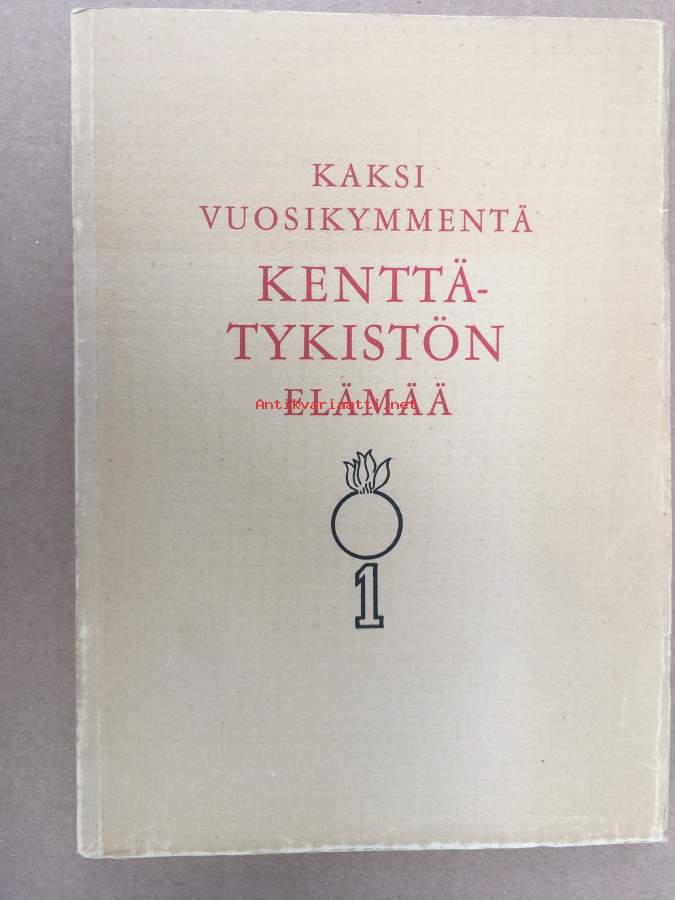 KAKSI
VUOSIKYMMENTÄ
KENTTÄ-
TYKISTÖN
Antikvariaatti.net
ELÄMÄÄ
1